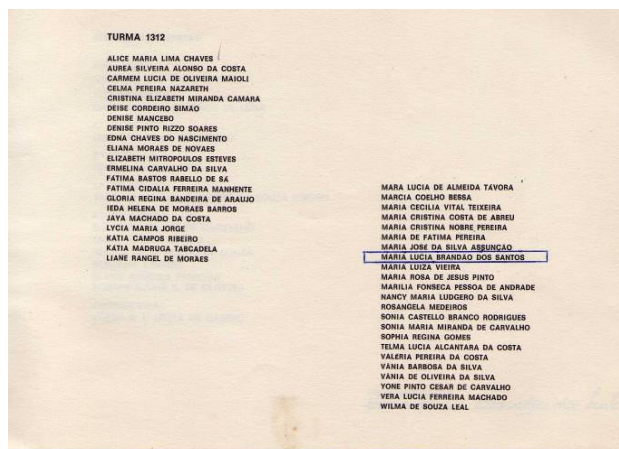 TURMA 1312
ALICE MARIA LIMA CHAVES
AUREA SILVEIRA ALONSO DA COSTA
CARMEM LUCIA DE OLIVEIRA MAIOLI
CELMA PEREIRA NAZARETH
CRISTINA ELIZABETH MIRANDA CAMARA
DEISE CORDEIRO SIMÃO
DENISE MANCEBO
DENISE PINTO RIZZO SOARES
EDNA CHAVES DO NASCIMENTO
ELIANA MORAES DE NOVAES
ELIZABETH MITROPOULOS ESTEVES
ERMELINA CARVALHO DA SILVA
FATIMA BASTOS RABELLO DE SÁ
FATIMA CIDALIA FERREIRA MANHENTE
GLORIA REGINA BANDEIRA DE ARAUJO
IEDA HELENA DE MORAES BARROS
JAYA MACHADO DA COSTA
LYCIA MARIA JORGE
KATIA CAMPOS RIBEIRO
KATIA MADRUGA TABCADELA
LIANE RANGEL DE MORAES
MARA LUCIA DE ALMEIDA TAVORA
MARCIA COELHO BESSA
MARIA CECILIA VITAL TEIXEIRA
MARIA CRISTINA COSTA DE ABREU
MARIA CRISTINA NOBRE PEREIRA
MARIA DE FATIMA PEREIRA
MARIA JOSÉ DA SILVA ASSUNÇÃO
MARIA LUCIA BRANDÃO DOS SANTOS
MARIA LUIZA VIEIRA
MARIA ROSA DE JESUS PINTO
MARILIA FONSECA PESSOA DE ANDRADE
NANCY MARIA LUDGERO DA SILVA
ROSANGELA MEDEIROS
SONIA CASTELLO BRANCO RODRIGUES
SONIA MARIA MIRANDA DE CARVALHO
SOPHIA REGINA GOMES
TELMA LUCIA ALCANTARA DA COSTA
VALÉRIA PEREIRA DA COSTA
VÂNIA BARBOSA DA SILVA
VÂNIA DE OLIVEIRA DA SILVA
YONE PINTO CESAR DE CARVALHO
VERA LUCIA FERREIRA MACHADO
WILMA DE SOUZA LEAL